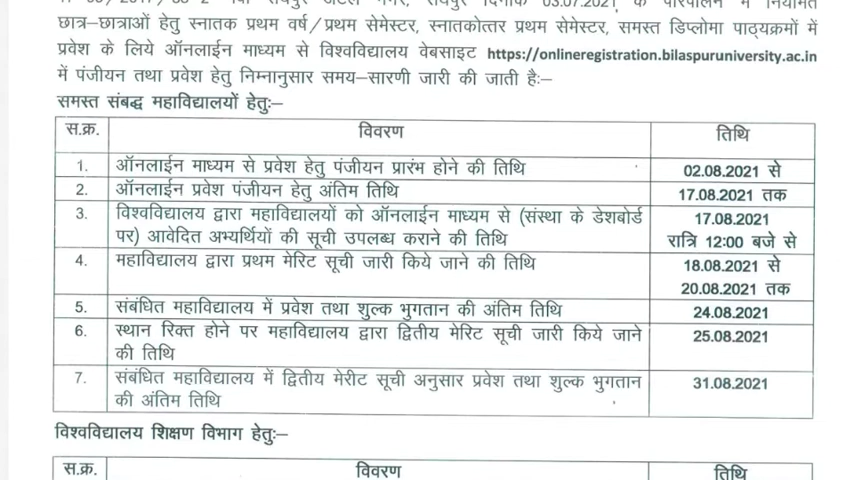 छात्र–छात्राओं हेतु स्नातक प्रथम वर्ष/प्रथम सेमेस्टर, स्नातकोत्तर प्रथम सेमेस्टर, समस्त डिप्लोमा पाठ्यक्रमों में
प्रवेश के लिये ऑनलाईन माध्यम से विश्वविद्यालय वेबसाइट https://onlineregistration.bilaspuruniversity.ac.in
में पंजीयन तथा प्रवेश हेतु निम्नानुसार समय–सारणी जारी की जाती हैः–
समस्त संबद्ध महाविद्यालयों हेतुः–
स.क्र. विवरण तिथि
1. ऑनलाईन माध्यम से प्रवेश हेतु पंजीयन प्रारंभ होने की तिथि 02.08.2021 से
2. ऑनलाईन प्रवेश पंजीयन हेतु अंतिम तिथि 17.08.2021 तक
3. विश्वविद्यालय द्वारा महाविद्यालयों को ऑनलाईन माध्यम से (संस्था के डेशबोर्ड 17.08.2021
पर) आवेदित अभ्यर्थियों की सूची उपलब्ध कराने की तिथि रात्रि 12:00 बजे से
4. महाविद्यालय द्वारा प्रथम मेरिट सूची जारी किये जाने की तिथि 18.08.2021 से
20.08.2021 तक
5. संबंधित महाविद्यालय में प्रवेश तथा शुल्क भुगतान की अंतिम तिथि 24.08.2021
6. स्थान रिक्त होने पर महाविद्यालय द्वारा द्वितीय मेरिट सूची जारी किये जाने 25.08.2021
की तिथि
7. संबंधित महाविद्यालय में द्वितीय मेरीट सूची अनुसार प्रवेश तथा शुल्क भुगतान 31.08.2021
की अंतिम तिथि
विश्वविद्यालय शिक्षण विभाग हेतुः–
स.क्र. विवरण तिथि